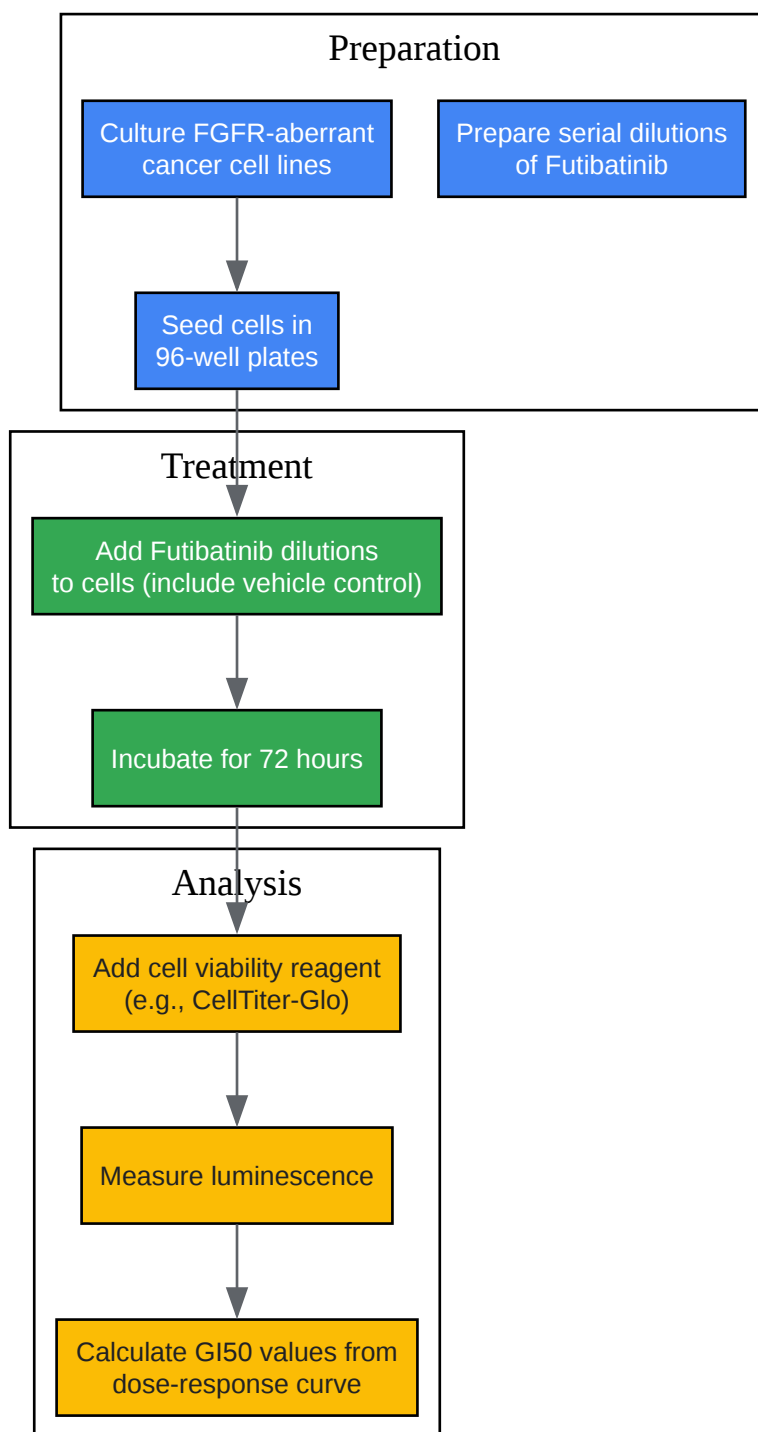 Preparation
Culture FGFR-aberrant
cancer cell lines
Prepare serial dilutions
of Futibatinib
Seed cells in
96-well plates
Treatment
Add Futibatinib dilutions
to cells (include vehicle control)
Incubate for 72 hours
Analysis
Add cell viability reagent
(e.g., CellTiter-Glo)
Measure luminescence
Calculate GI50 values from
dose-response curve